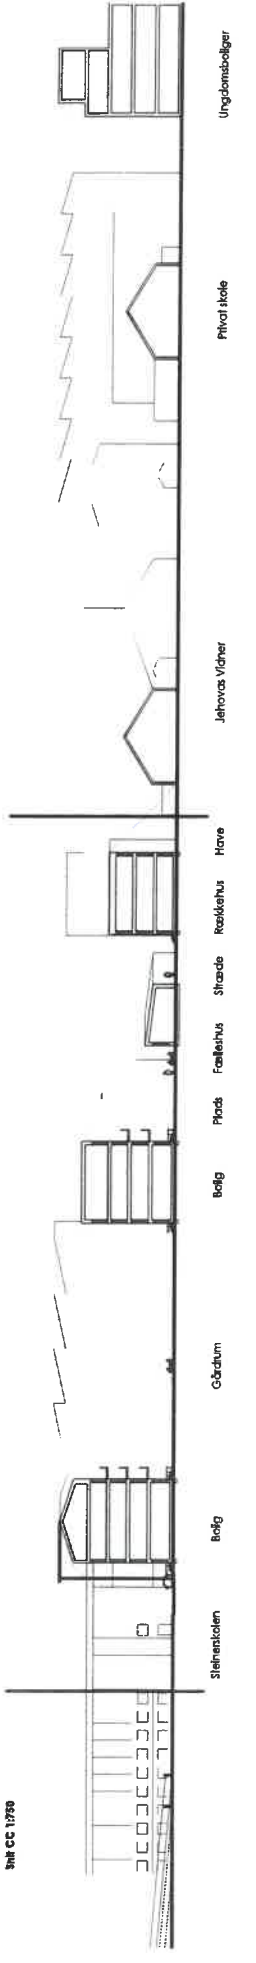 Snit CC 1:750
Steinerskolen
Bolig
Gårdrum
Bolig
Plads
Fælleshus
Stræde
Rækkehus
Have
Jehovas Vidner
Privat skole
Ungdomsboliger